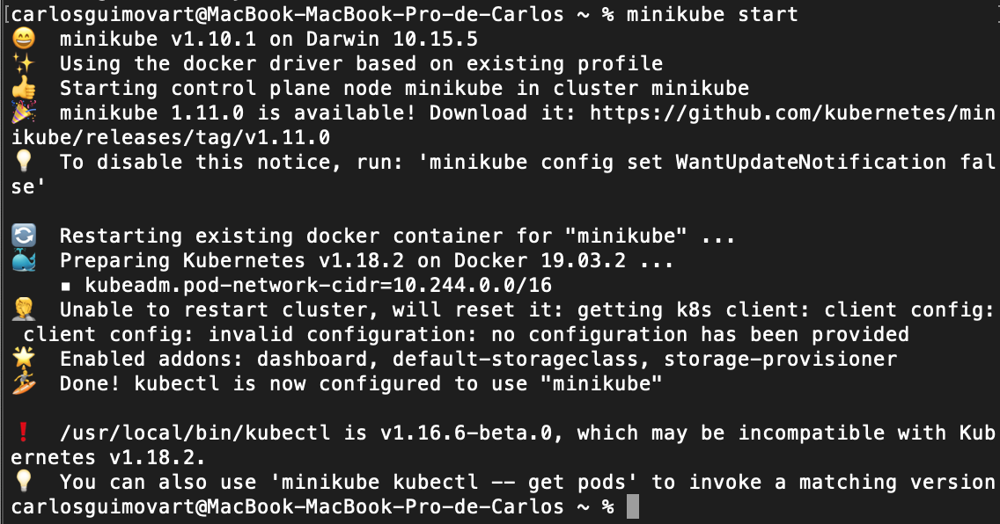 [carlosguimovart@MacBook-MacBook-Pro-de-Carlos ~ % minikube start
😄  minikube v1.10.1 on Darwin 10.15.5
✨  Using the docker driver based on existing profile
👍  Starting control plane node minikube in cluster minikube
🎉  minikube 1.11.0 is available! Download it: https://github.com/kubernetes/min
ikube/releases/tag/v1.11.0
💡  To disable this notice, run: 'minikube config set WantUpdateNotification fal
se'
🔄  Restarting existing docker container for "minikube" ...
🐳  Preparing Kubernetes v1.18.2 on Docker 19.03.2 ...
    ▪ kubeadm.pod-network-cidr=10.244.0.0/16
🤦  Unable to restart cluster, will reset it: getting k8s client: client config:
 client config: invalid configuration: no configuration has been provided
🌟  Enabled addons: dashboard, default-storageclass, storage-provisioner
🏄  Done! kubectl is now configured to use "minikube"
❗  /usr/local/bin/kubectl is v1.16.6-beta.0, which may be incompatible with Kub
ernetes v1.18.2.
💡  You can also use 'minikube kubectl -- get pods' to invoke a matching version
carlosguimovart@MacBook-MacBook-Pro-de-Carlos ~ %